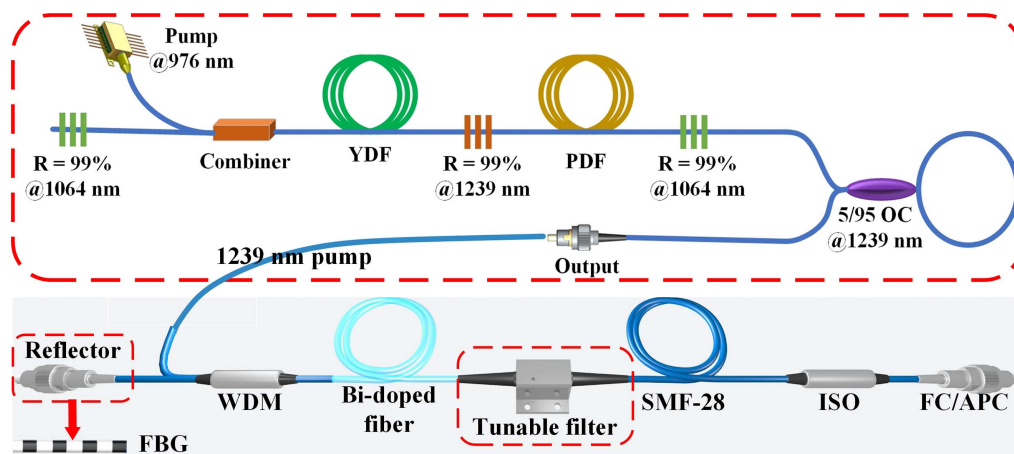 Pump
@976 nm
Combiner
YDF
PDF
R = 99%
@1064 nm
R = 99%
@1239 nm
R = 99%
@1064 nm
5/95 OC
@1239 nm
1239 nm pump
Output
Reflector
WDM
Bi-doped
fiber
Tunable filter
SMF-28
ISO
FC/APC
FBG